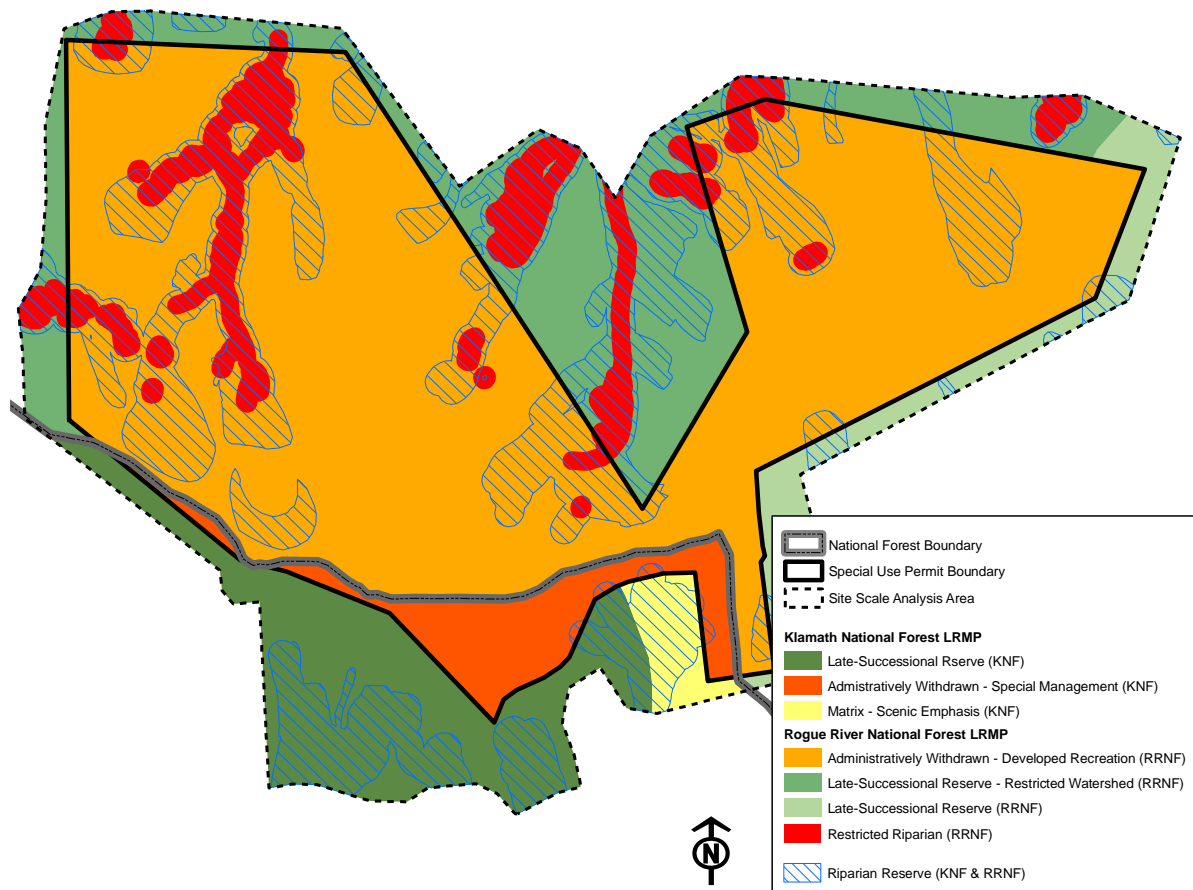 National Forest Boundary
Special Use Permit Boundary
Site Scale Analysis Area
Klamath National Forest LRMP
Late-Successional Rserve (KNF)
Admistratively Withdrawn - Special Management (KNF)
Matrix - Scenic Emphasis (KNF)
Rogue River National Forest LRMP
Administratively Withdrawn - Developed Recreation (RRNF)
Late-Successional Reserve - Restricted Watershed (RRNF)
Late-Successional Reserve (RRNF)
Restricted Riparian (RRNF)
Riparian Reserve (KNF & RRNF)
N